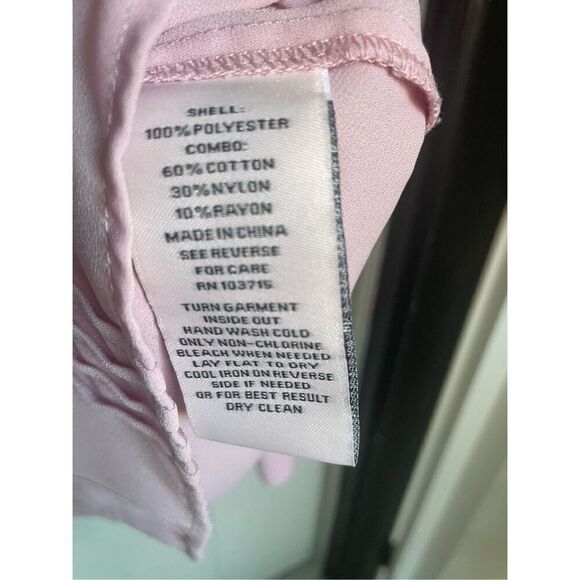 SHELL:
100% POLYESTER
COMBO:
60% COTTON
30% NYLON
10% RAYON
MADE IN CHINA
SEE REVERSE
FOR CARE
RN 103715
TURN GARMENT
INSIDE OUT
HAND WASH COLD
ONLY NON-CHLORINE
BLEACH WHEN NEEDED
LAY FLAT TO DRY
COOL IRON ON REVERSE
SIDE IF NEEDED
OR FOR BEST RESULT
DRY CLEAN